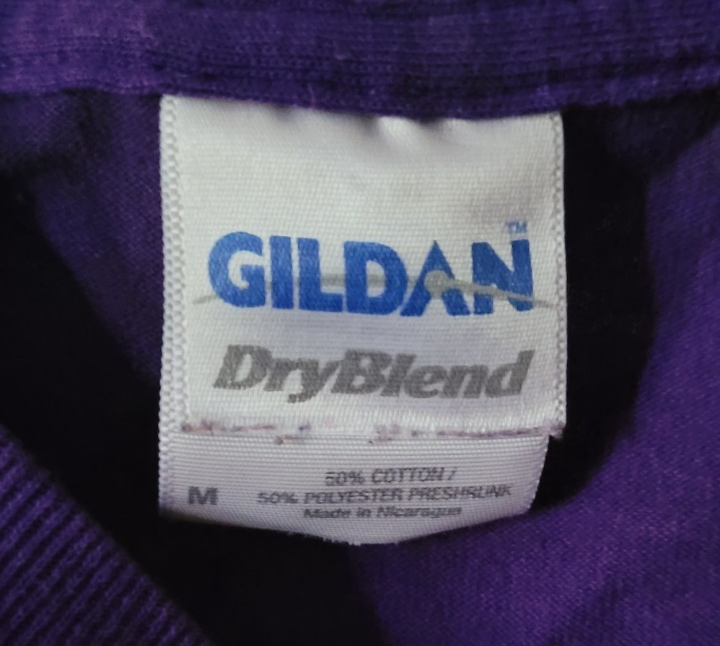 GILDAN™
DryBlend
M
50% COTTON /
50% POLYESTER PRESHRUNK
Made in Nicaragua